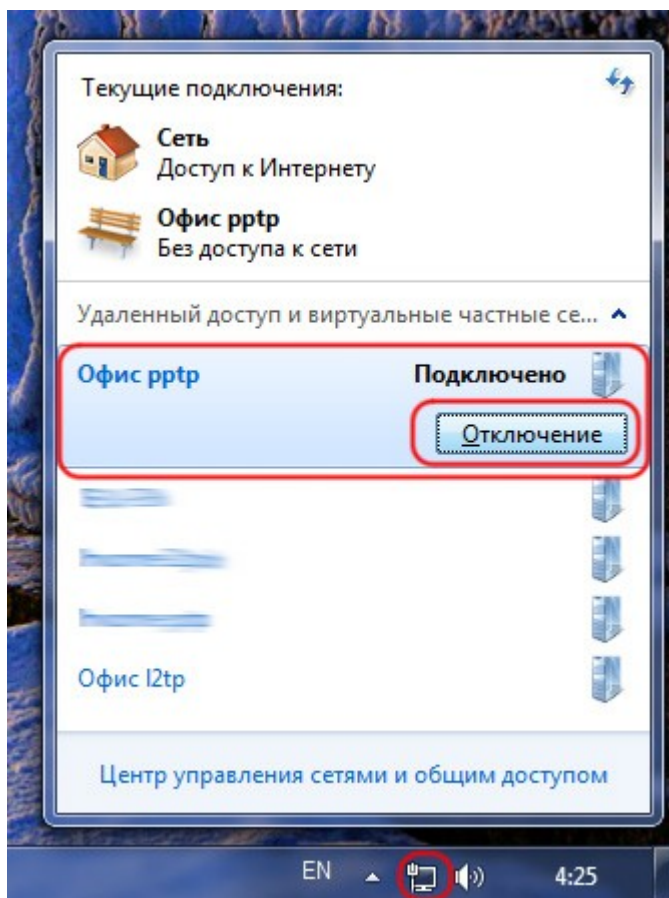 Текущие подключения:
Сеть
Доступ к Интернету
Офис pptp
Без доступа к сети
Удаленный доступ и виртуальные частные се...
Офис pptp Подключено
Отключение
Офис l2tp
Центр управления сетями и общим доступом
EN 4:25